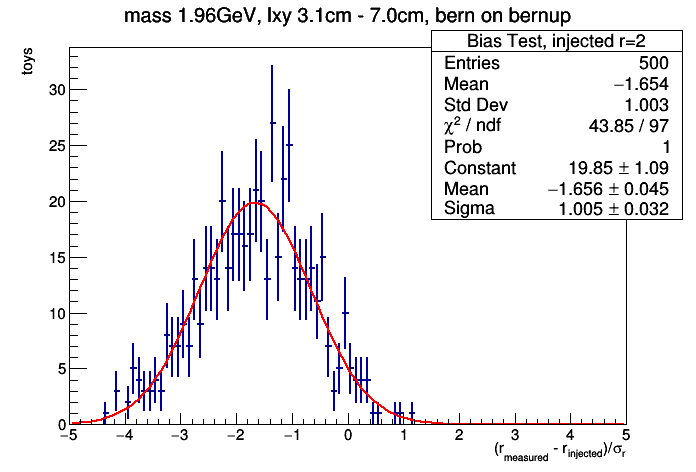 mass 1.96GeV, lxy 3.1cm - 7.0cm, bern on bernup
Bias Test, injected r=2
Entries 500
Mean −1.654
Std Dev 1.003
χ² / ndf 43.85 / 97
Prob 1
Constant 19.85 ± 1.09
Mean −1.656 ± 0.045
Sigma 1.005 ± 0.032
toys
30
25
20
15
10
5
0
−5 −4 −3 −2 −1 0 1 2 3 4 5
(r_measured - r_injected)/σ_r